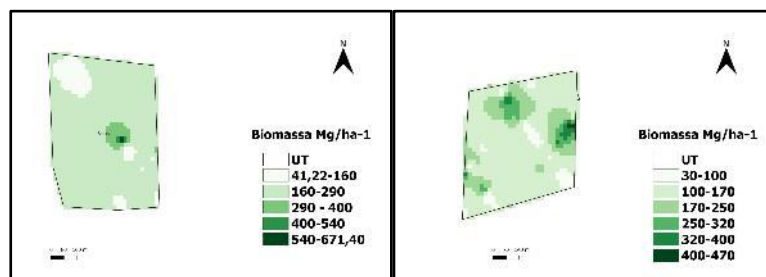 N
Biomassa Mg/ha-1
UT
41,22-160
160-290
290 - 400
400-540
540-671,40
N
Biomassa Mg/ha-1
UT
30-100
100-170
170-250
250-320
320-400
400-470